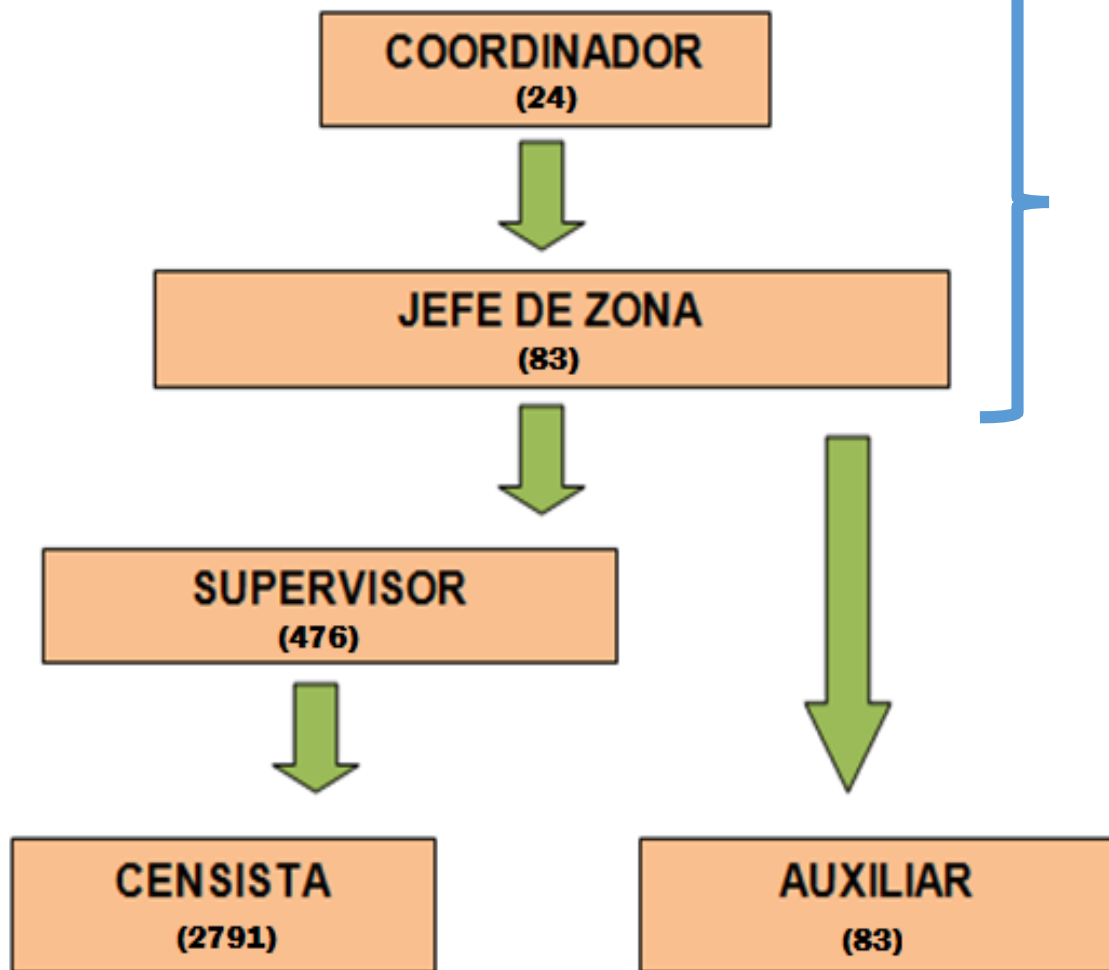 COORDINADOR
(24)
JEFE DE ZONA
(83)
SUPERVISOR
(476)
CENSISTA
(2791)
AUXILIAR
(83)